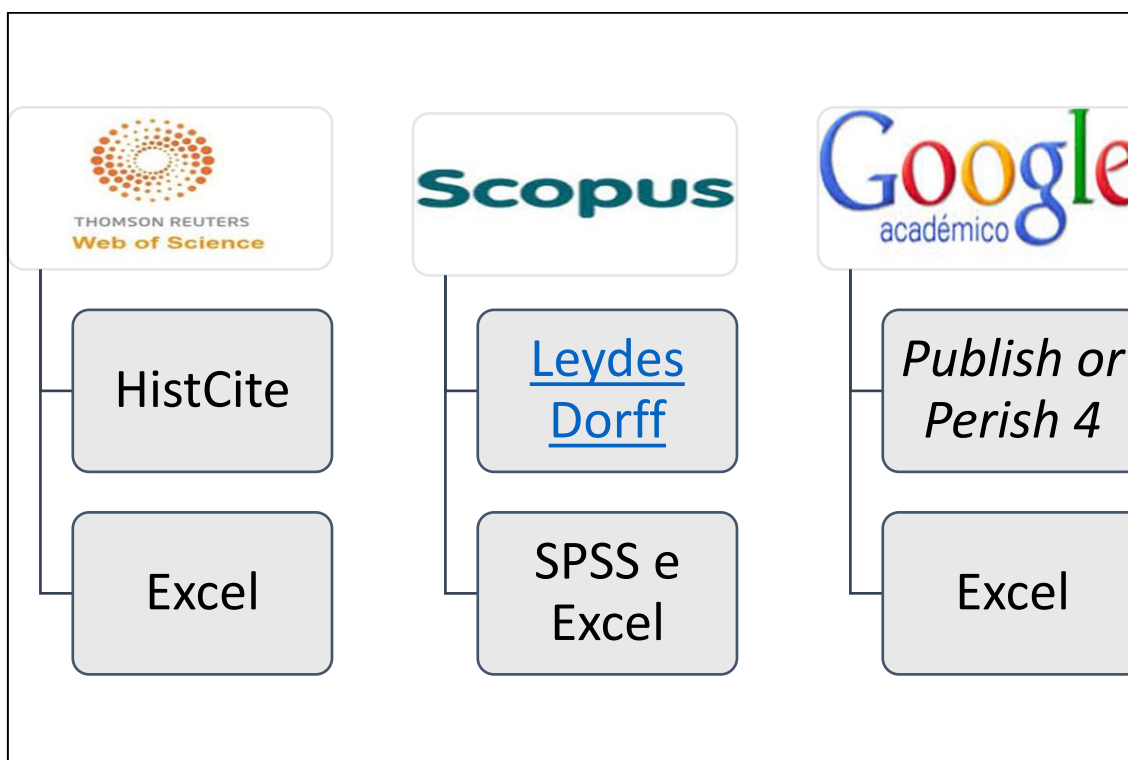 THOMSON REUTERS
Web of Science
HistCite
Excel
Scopus
Leydes
Dorff
SPSS e
Excel
Google
académico
Publish or
Perish 4
Excel